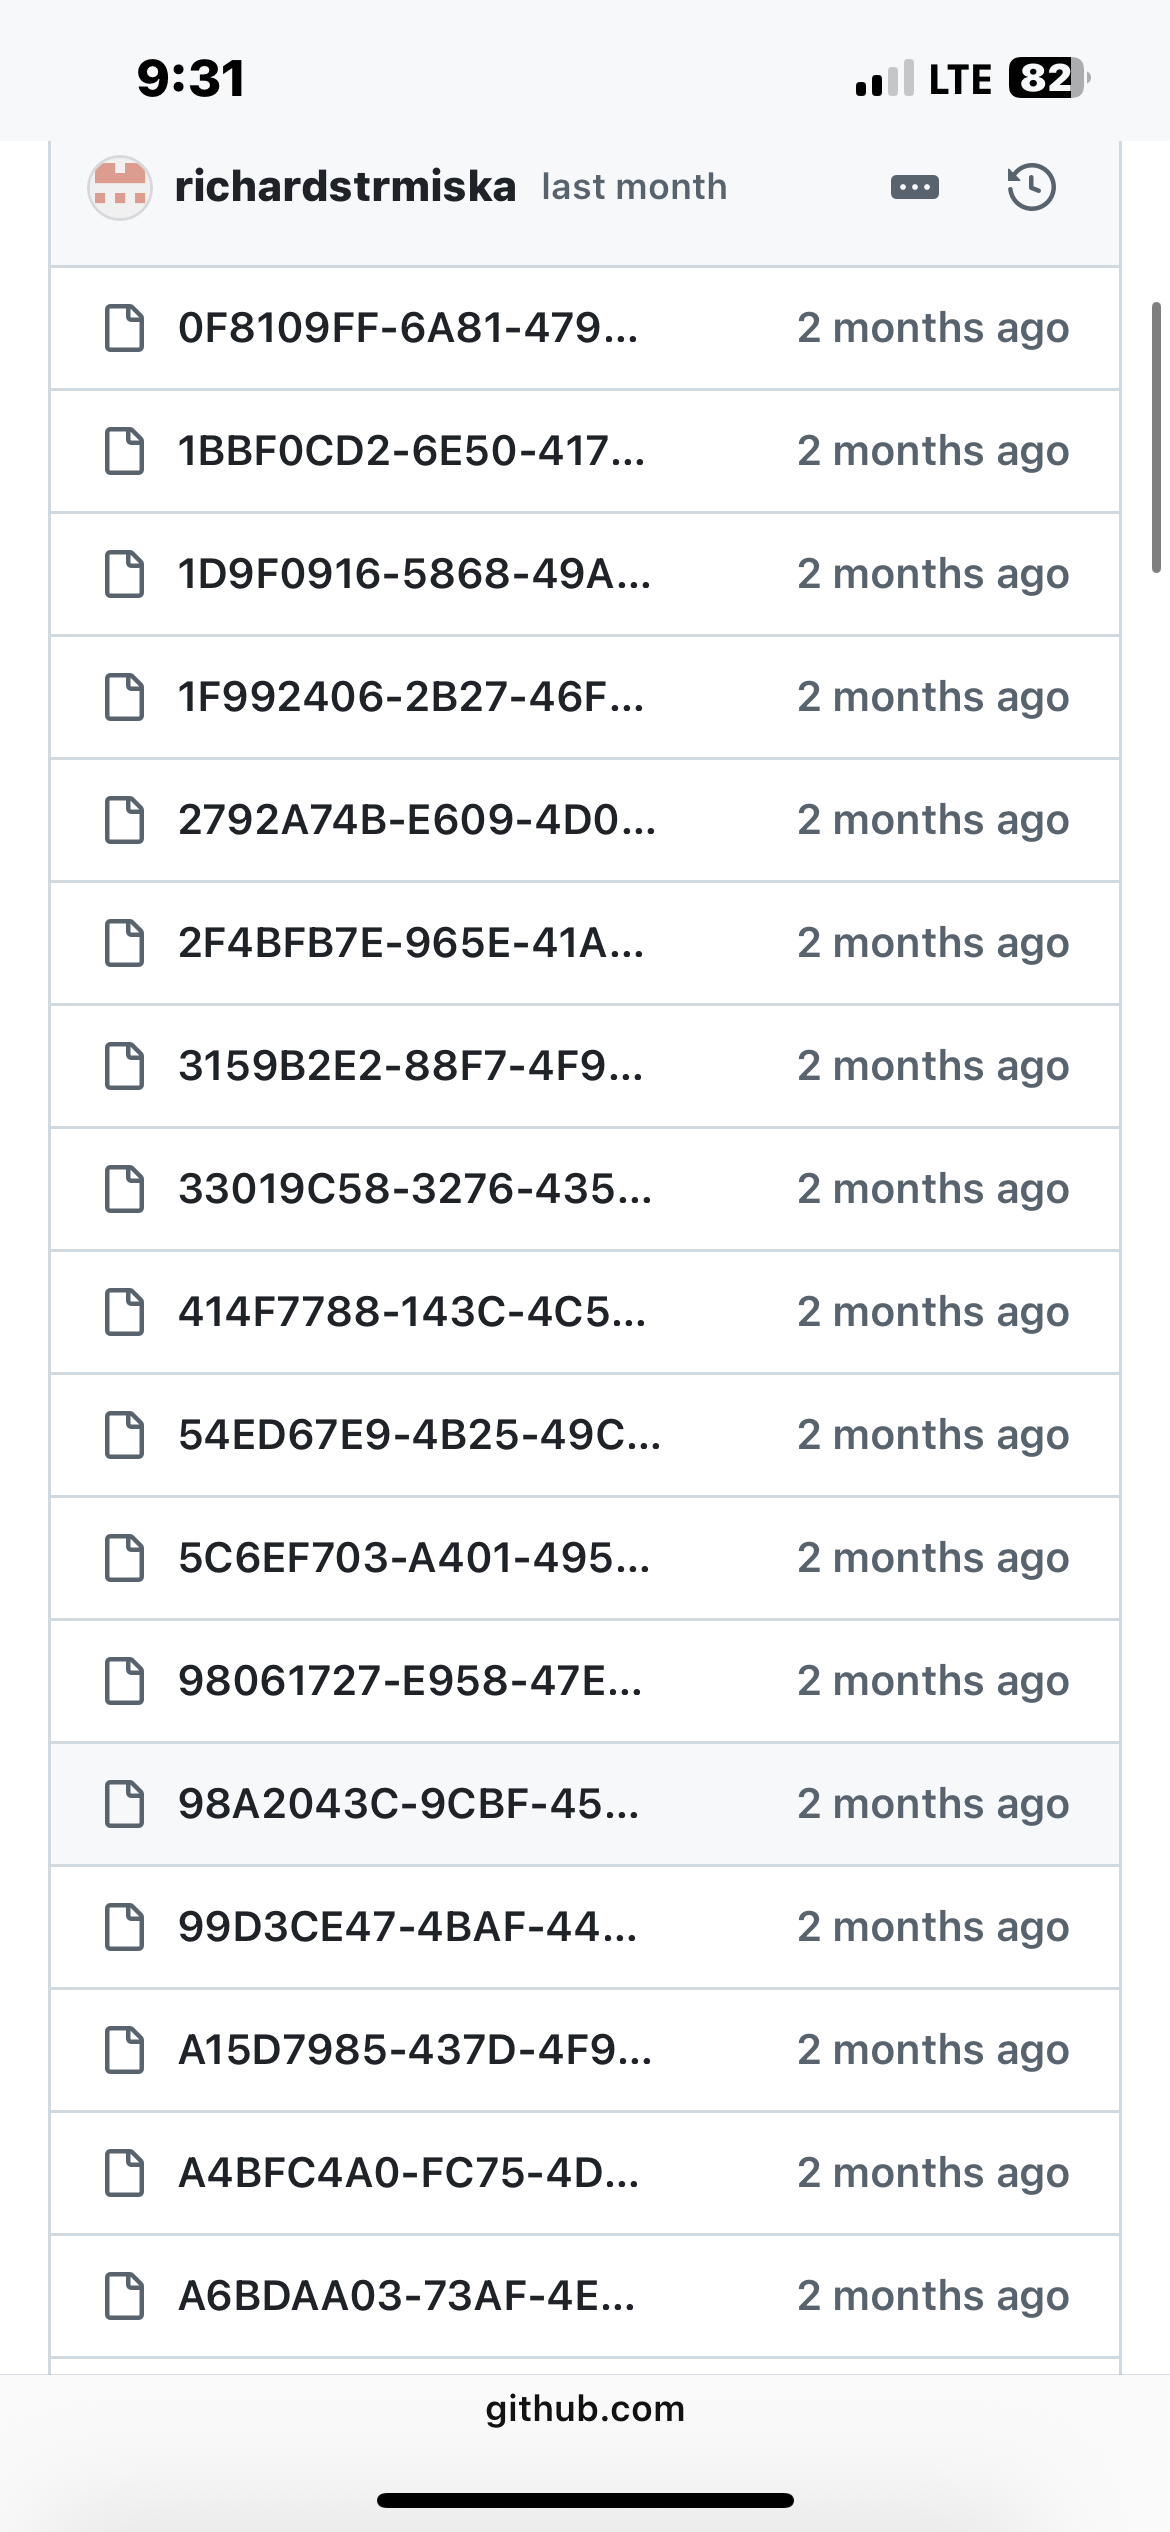 9:31 LTE 82
richardstrmiska last month
0F8109FF-6A81-479... 2 months ago
1BBF0CD2-6E50-417... 2 months ago
1D9F0916-5868-49A... 2 months ago
1F992406-2B27-46F... 2 months ago
2792A74B-E609-4D0... 2 months ago
2F4BFB7E-965E-41A... 2 months ago
3159B2E2-88F7-4F9... 2 months ago
33019C58-3276-435... 2 months ago
414F7788-143C-4C5... 2 months ago
54ED67E9-4B25-49C... 2 months ago
5C6EF703-A401-495... 2 months ago
98061727-E958-47E... 2 months ago
98A2043C-9CBF-45... 2 months ago
99D3CE47-4BAF-44... 2 months ago
A15D7985-437D-4F9... 2 months ago
A4BFC4A0-FC75-4D... 2 months ago
A6BDAA03-73AF-4E... 2 months ago
github.com